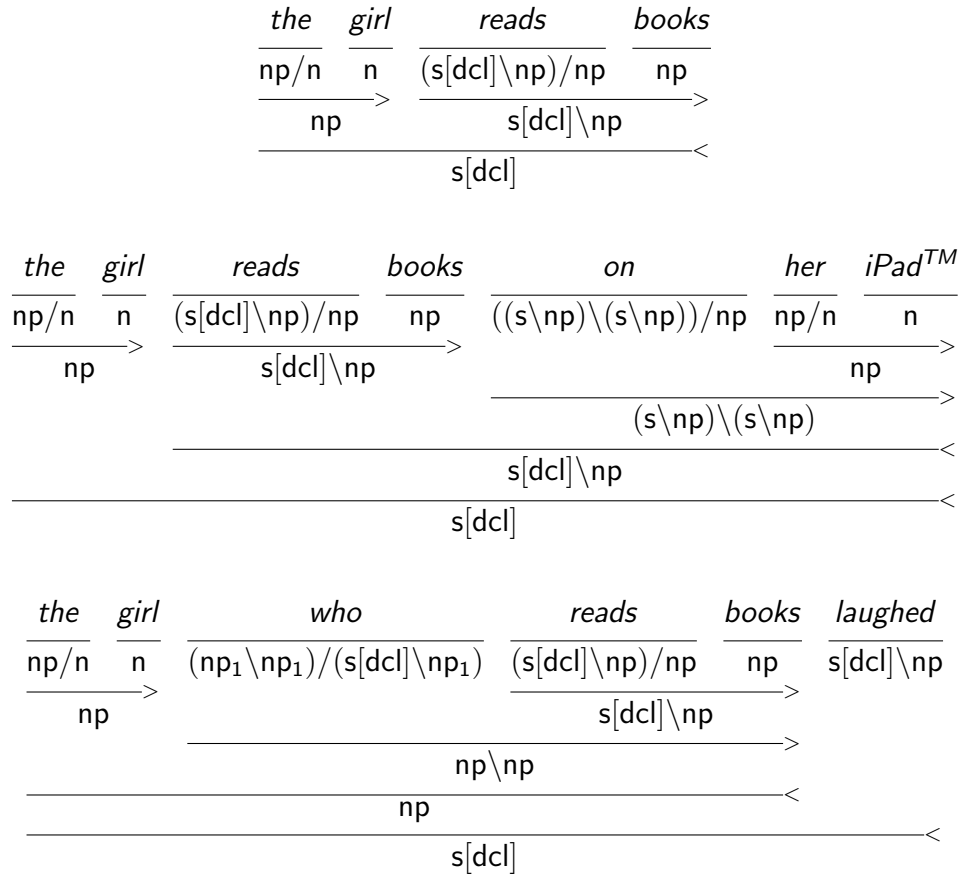 the girl reads books
np/n n (s[dcl]\np)/np np
> >
np s[dcl]\np
<
s[dcl]
the girl reads books on her iPad™
np/n n (s[dcl]\np)/np np ((s\np)\(s\np))/np np/n n
> > >
np s[dcl]\np np
>
(s\np)\(s\np)
<
s[dcl]\np
<
s[dcl]
the girl who reads books laughed
np/n n (np₁\np₁)/(s[dcl]\np₁) (s[dcl]\np)/np np s[dcl]\np
> >
np s[dcl]\np
>
np\np
<
np
<
s[dcl]